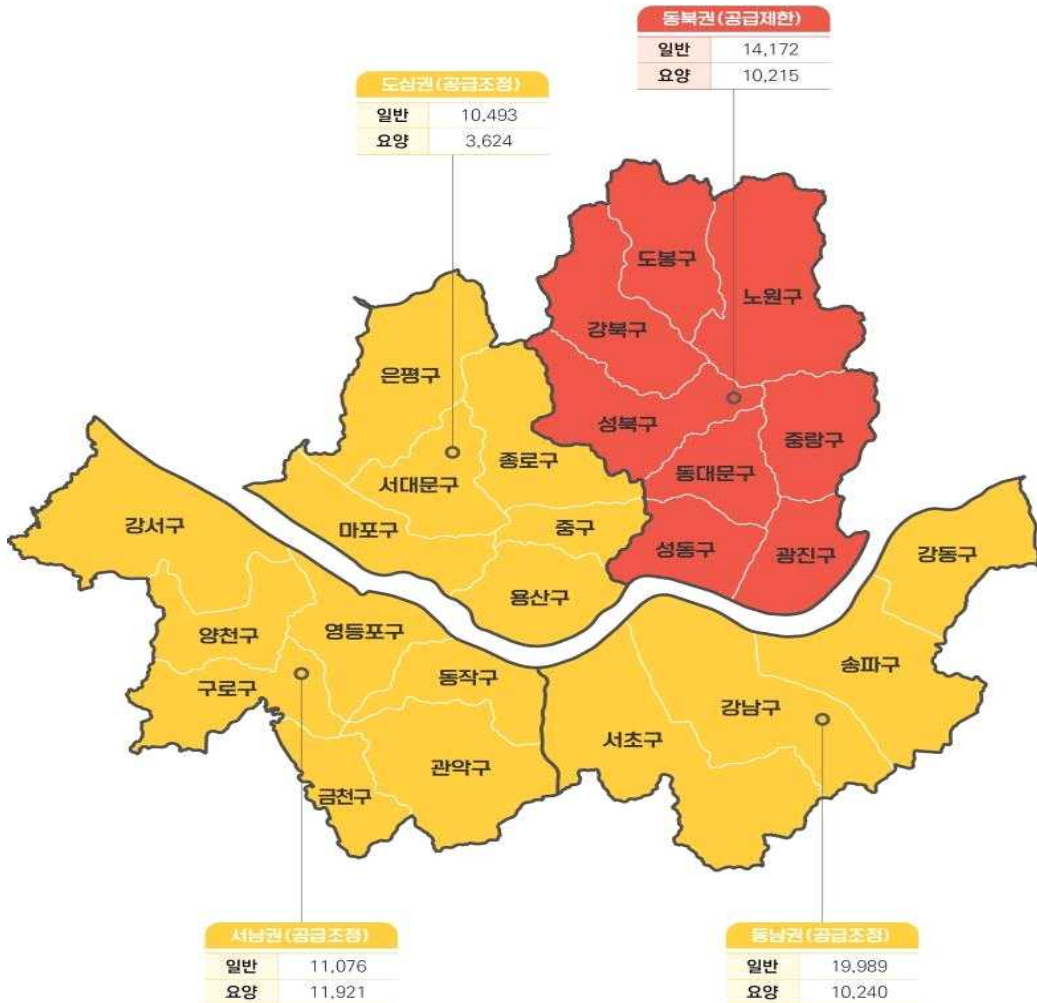 동북권(공급제한)
일반 14,172
요양 10,215
도심권(공급조정)
일반 10,493
요양 3,624
도봉구
노원구
강북구
은평구
성북구
중랑구
종로구
동대문구
서대문구
강서구
마포구
중구
성동구
광진구
강동구
용산구
양천구
영등포구
송파구
구로구
동작구
강남구
서초구
관악구
금천구
서남권(공급조정)
일반 11,076
요양 11,921
동남권(공급조정)
일반 19,989
요양 10,240